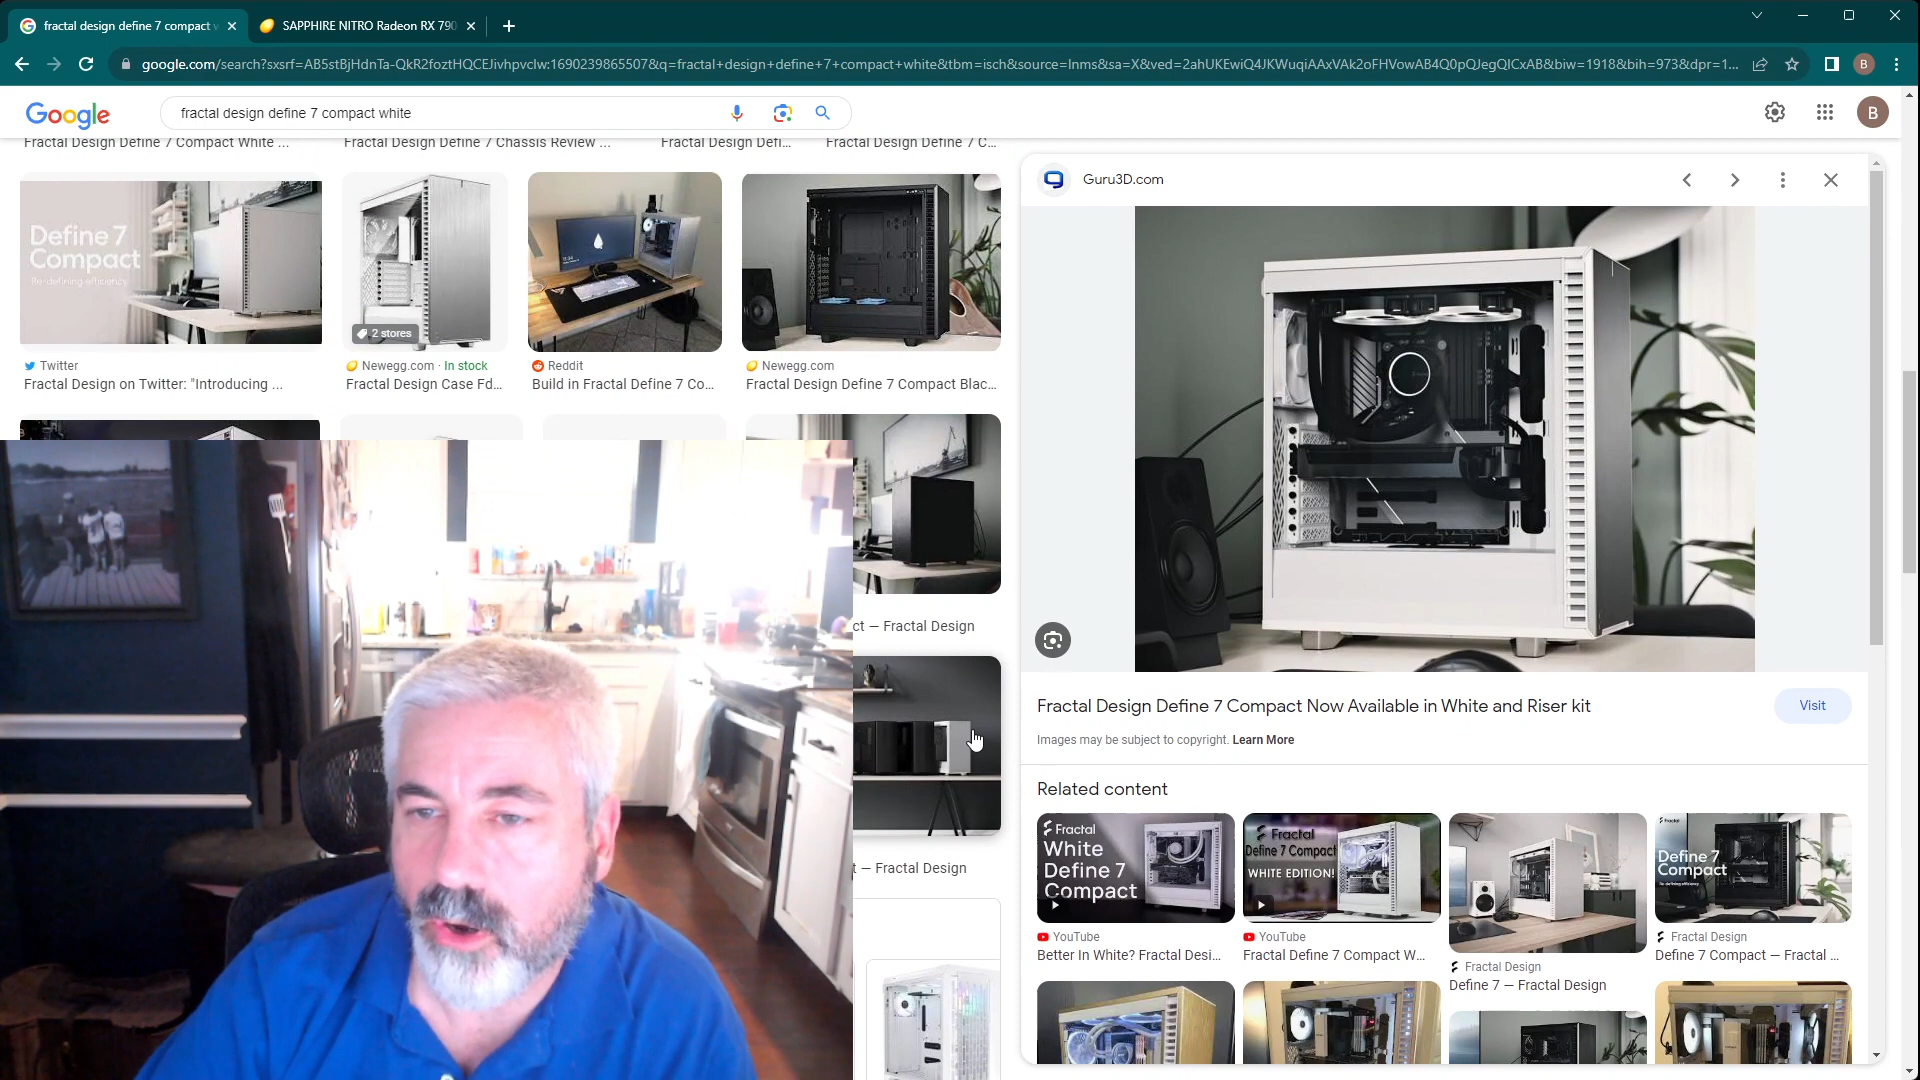 fractal design define 7 compact w
SAPPHIRE NITRO Radeon RX 790
google.com/search?sxsrf=AB5stBjHdnTa-QkR2foztHQCEJivhpvclw:1690239865507&q=fractal+design+define+7+compact+white&tbm=isch&source=lnms&sa=X&ved=2ahUKEwiQ4JKWuqiAAxVAk2oFHVowAB4Q0pQJegQICxAB&biw=1918&bih=973&dpr=1...
B
Google
fractal design define 7 compact white
B
Fractal Design Define 7 Compact White ...
Fractal Design Define 7 Chassis Review ...
Fractal Design Defi...
Fractal Design Define 7 C...
Define 7
Compact
Re-defining efficiency
2 stores
Twitter
Fractal Design on Twitter: "Introducing ...
Newegg.com · In stock
Fractal Design Case Fd...
Reddit
Build in Fractal Define 7 Co...
Newegg.com
Fractal Design Define 7 Compact Blac...
ct — Fractal Design
t — Fractal Design
Guru3D.com
Fractal Design Define 7 Compact Now Available in White and Riser kit
Visit
Images may be subject to copyright. Learn More
Related content
Fractal
White
Define 7
Compact
YouTube
Better In White? Fractal Desi...
Fractal
Define 7 Compact
WHITE EDITION!
YouTube
Fractal Define 7 Compact W...
Fractal Design
Define 7 — Fractal Design
Define 7
Compact
Re-defining efficiency
Fractal Design
Define 7 Compact — Fractal ...